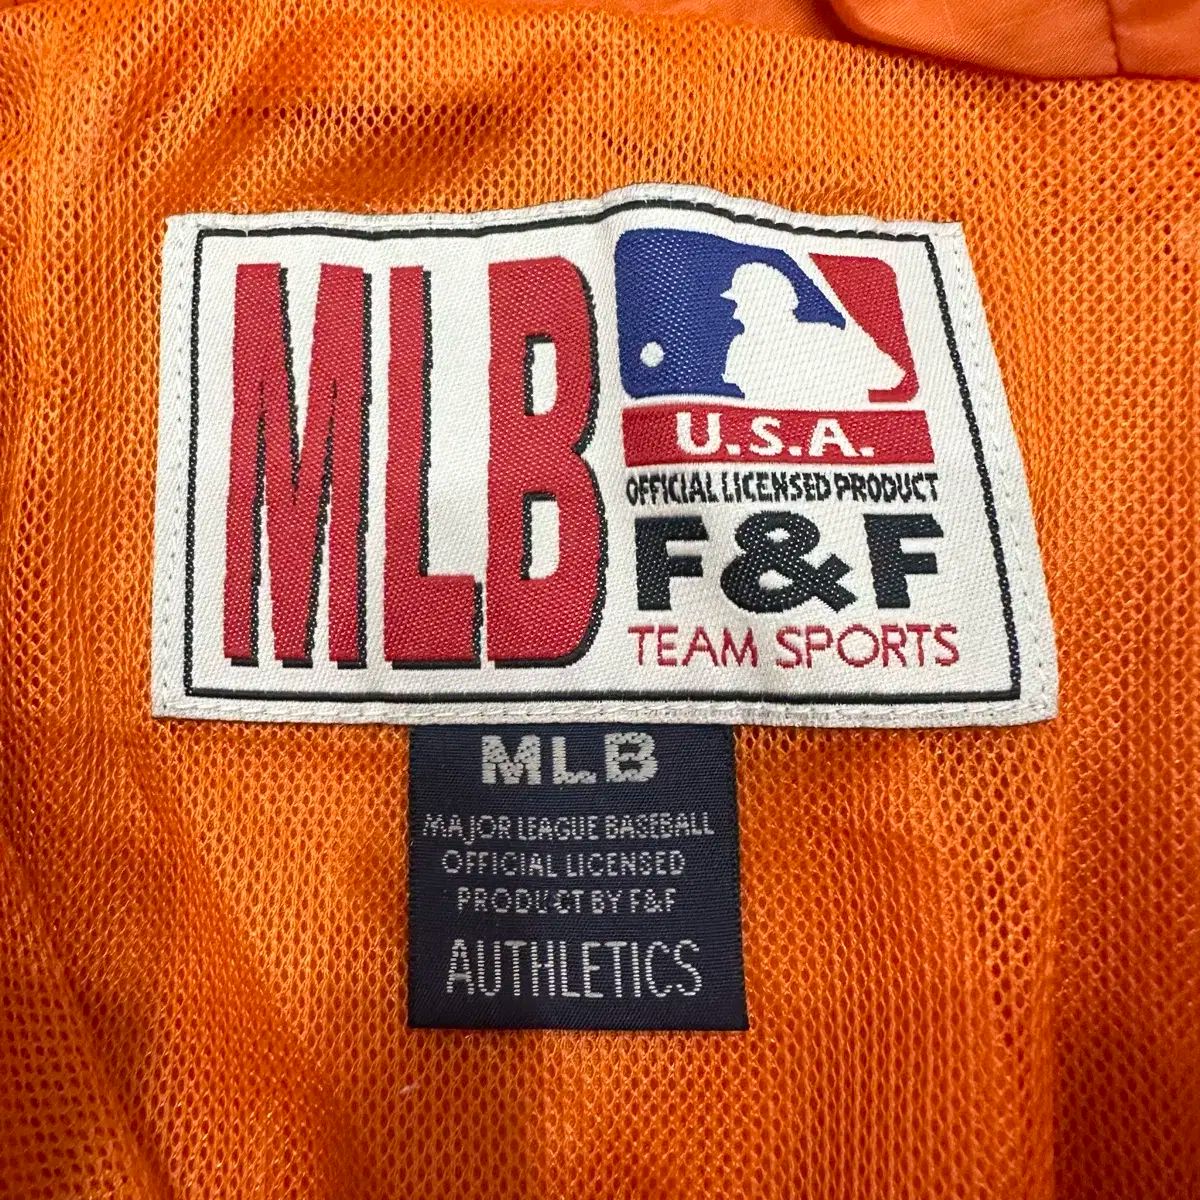 MLB
U.S.A.
OFFICIAL LICENSED PRODUCT
F&F
TEAM SPORTS
MLB
MAJOR LEAGUE BASEBALL
OFFICIAL LICENSED
PRODUCT BY F&F
AUTHLETICS